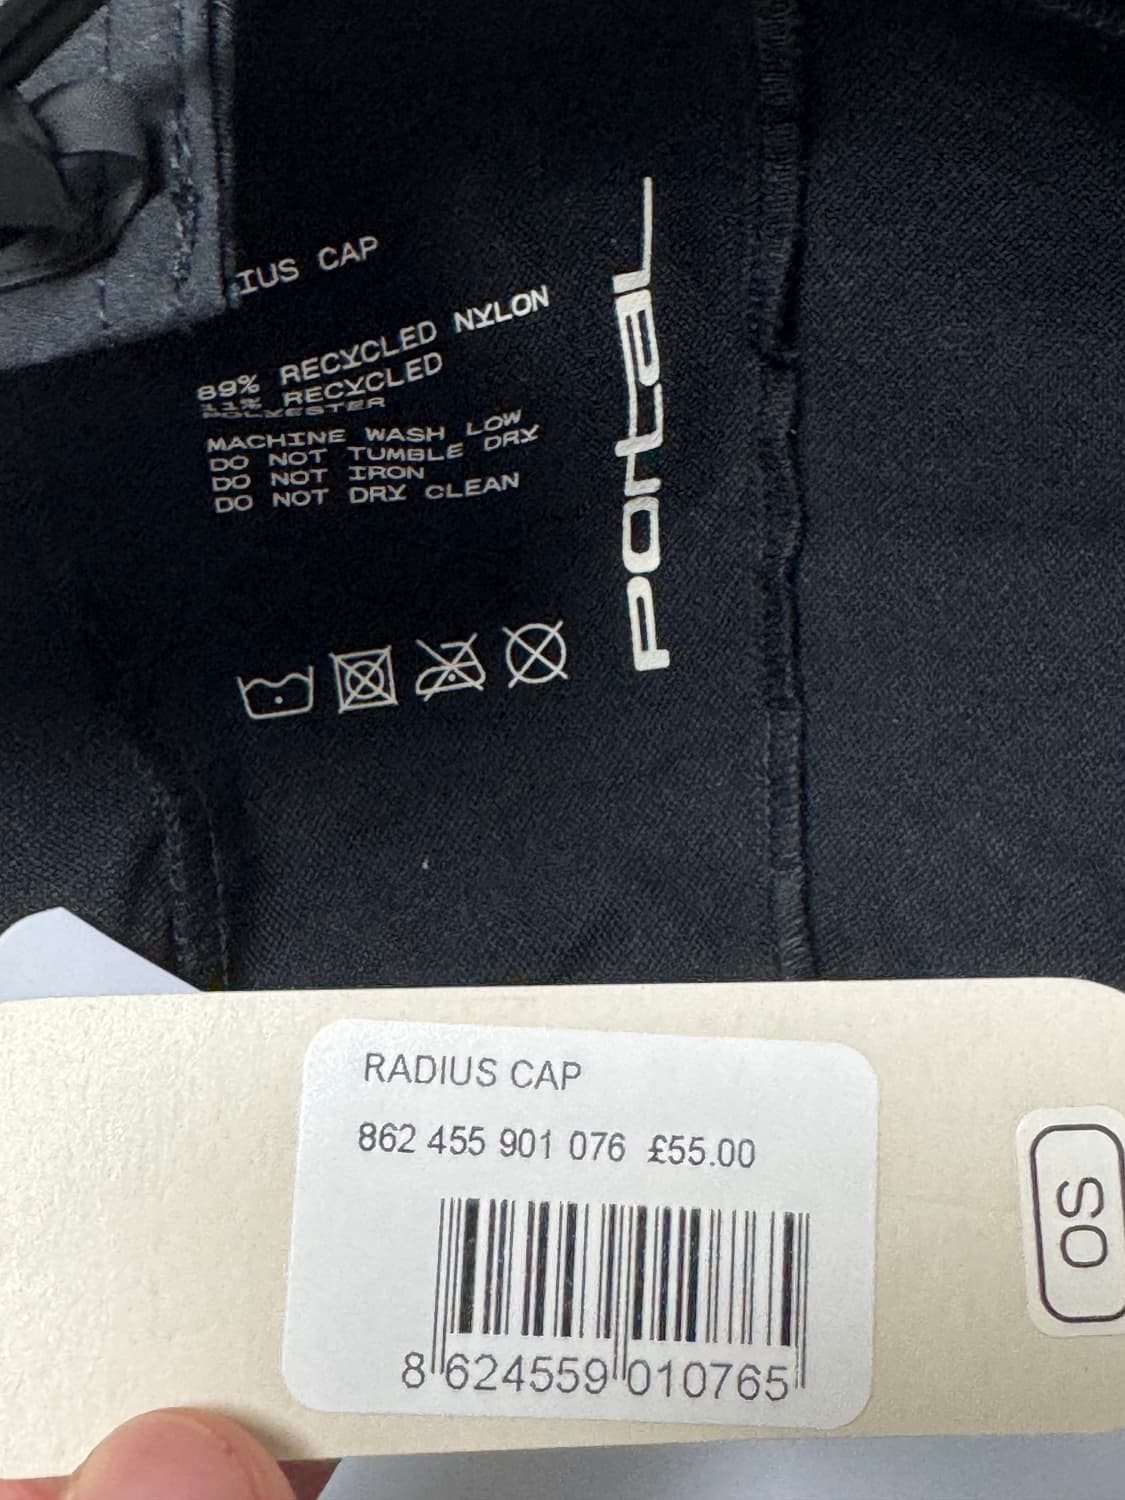 IUS CAP
89% RECYCLED NYLON
11% RECYCLED
POLYESTER
MACHINE WASH LOW
DO NOT TUMBLE DRY
DO NOT IRON
DO NOT DRY CLEAN
portal
RADIUS CAP
862 455 901 076 £55.00
8 624559 010765
OS